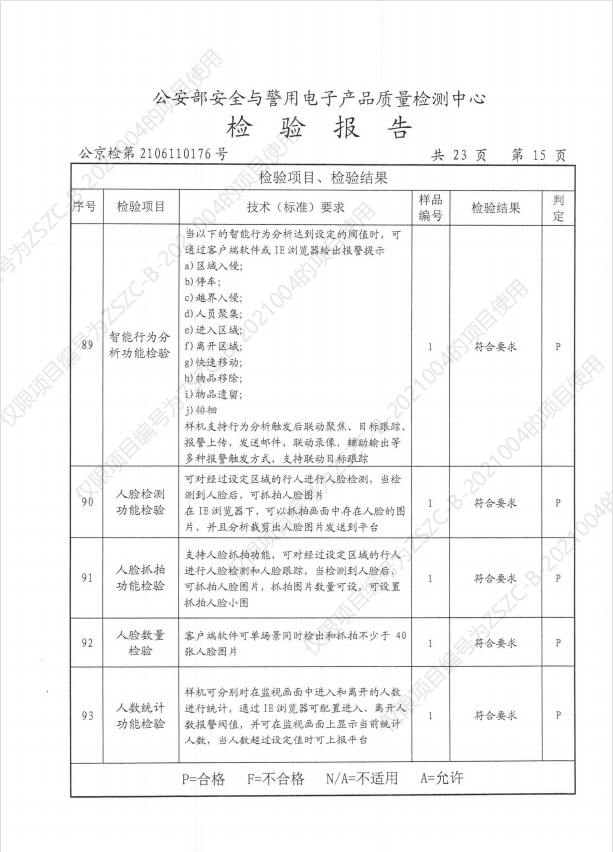 公安部安全与警用电子产品质量检测中心
检 验 报 告
公京检第2106110176号
共 23 页 第 15 页
检验项目、检验结果
序号 检验项目 技术（标准）要求 样品编号 检验结果 判定
89 智能行为分析功能检验 1 符合要求 P
当以下的智能行为分析达到设定的阀值时，可
通过客户端软件或IE浏览器给出报警提示
a)区域入侵；
b)停车；
c)越界入侵；
d)人员聚集；
e)进入区域；
f)离开区域；
g)快速移动；
h)物品移除；
i)物品遗留；
j)徘徊
样机支持行为分析触发后联动聚焦、目标跟踪、
报警上传，发送邮件，联动录像，辅助输出等
多种报警触发方式，支持联动目标跟踪
90 人脸检测功能检验 1 符合要求 P
可对经过设定区域的行人进行人脸检测，当检
测到人脸后，可抓拍人脸图片
在IE浏览器下，可以抓拍画面中存在人脸的图
片，并且分析裁剪出人脸图片发送到平台
91 人脸抓拍功能检验 1 符合要求 P
支持人脸抓拍功能，可对经过设定区域的行人
进行人脸检测和人脸跟踪，当检测到人脸后，
可抓拍人脸图片，抓拍图片数量可设，可设置
抓拍人脸小图
92 人脸数量检验 1 符合要求 P
客户端软件可单场景同时检出和抓拍不少于 40
张人脸图片
93 人数统计功能检验 1 符合要求 P
样机可分别对在监视画面中进入和离开的人数
进行统计，通过IE浏览器可配置进入、离开人
数报警阀值，并可在监视画面上显示当前统计
人数，当人数超过设定值时可上报平台
P=合格 F=不合格 N/A=不适用 A=允许
仅限项目编号为ZSZC-B-2021004的项目使用